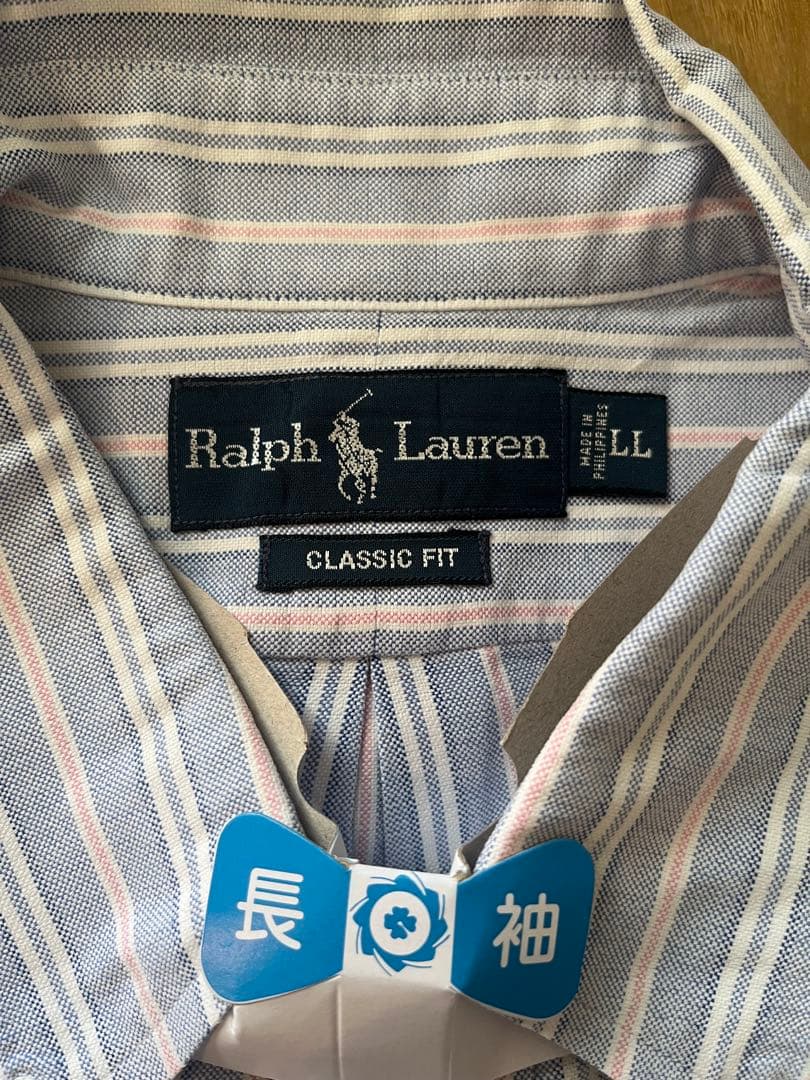 Ralph Lauren
MADE IN
PHILIPPINES
LL
CLASSIC FIT
長袖